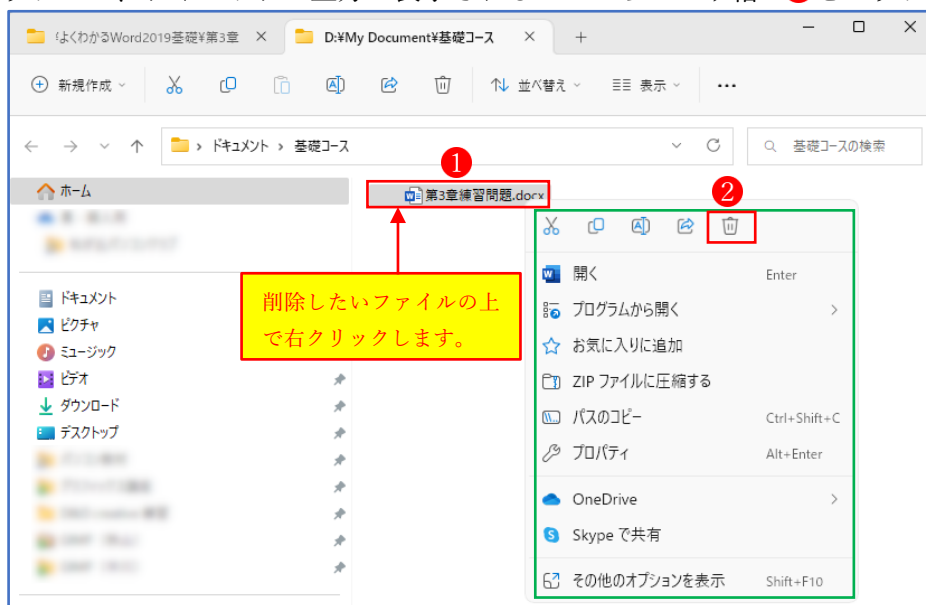 よくわかるWord2019基礎¥第3章
D:¥My Document¥基礎コース
新規作成
並べ替え
表示
ドキュメント › 基礎コース
基礎コースの検索
1
ホーム
第3章練習問題.docx
2
開く Enter
削除したいファイルの上
で右クリックします。
プログラムから開く
お気に入りに追加
ZIP ファイルに圧縮する
パスのコピー Ctrl+Shift+C
プロパティ Alt+Enter
OneDrive
Skype で共有
その他のオプションを表示 Shift+F10
ドキュメント
ピクチャ
ミュージック
ビデオ
ダウンロード
デスクトップ